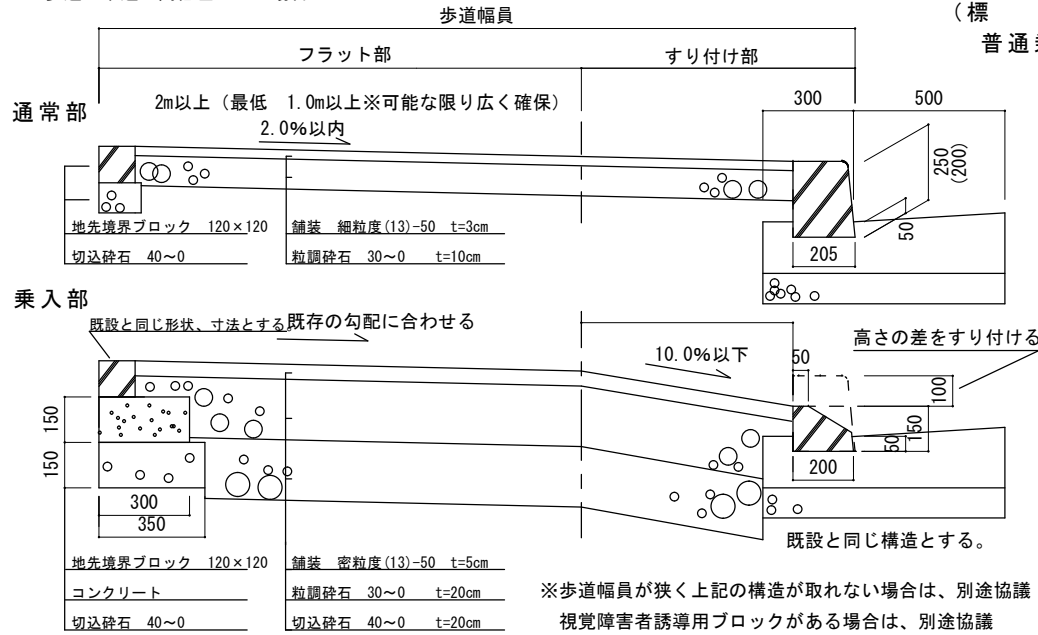 歩道幅員
(標
普通
フラット部
すり付け部
通常部
2m以上(最低 1.0m以上※可能な限り広く確保)
2.0%以内
300
500
250
(200)
50
205
地先境界ブロック 120×120
舗装 細粒度(13)-50 t=3cm
切込砕石 40~0
粒調砕石 30~0 t=10cm
乗入部
既設と同じ形状、寸法とする。
既存の勾配に合わせる
10.0%以下
50
高さの差をすり付ける
100
150
50
200
150
150
300
350
既設と同じ構造とする。
地先境界ブロック 120×120
舗装 密粒度(13)-50 t=5cm
コンクリート
粒調砕石 30~0 t=20cm
切込砕石 40~0
切込砕石 40~0 t=20cm
※歩道幅員が狭く上記の構造が取れない場合は、別途協議
視覚障害者誘導用ブロックがある場合は、別途協議